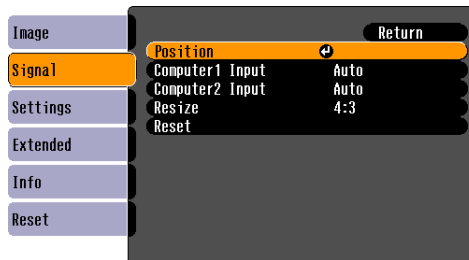 Image
Signal
Settings
Extended
Info
Reset
Return
Position
Computer1 Input Auto
Computer2 Input Auto
Resize 4:3
Reset